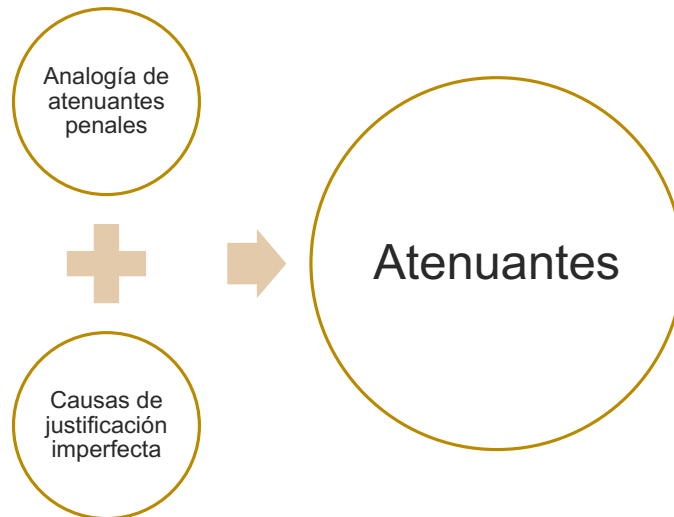 Analogía de
atenuantes
penales
Causas de
justificación
imperfecta
Atenuantes